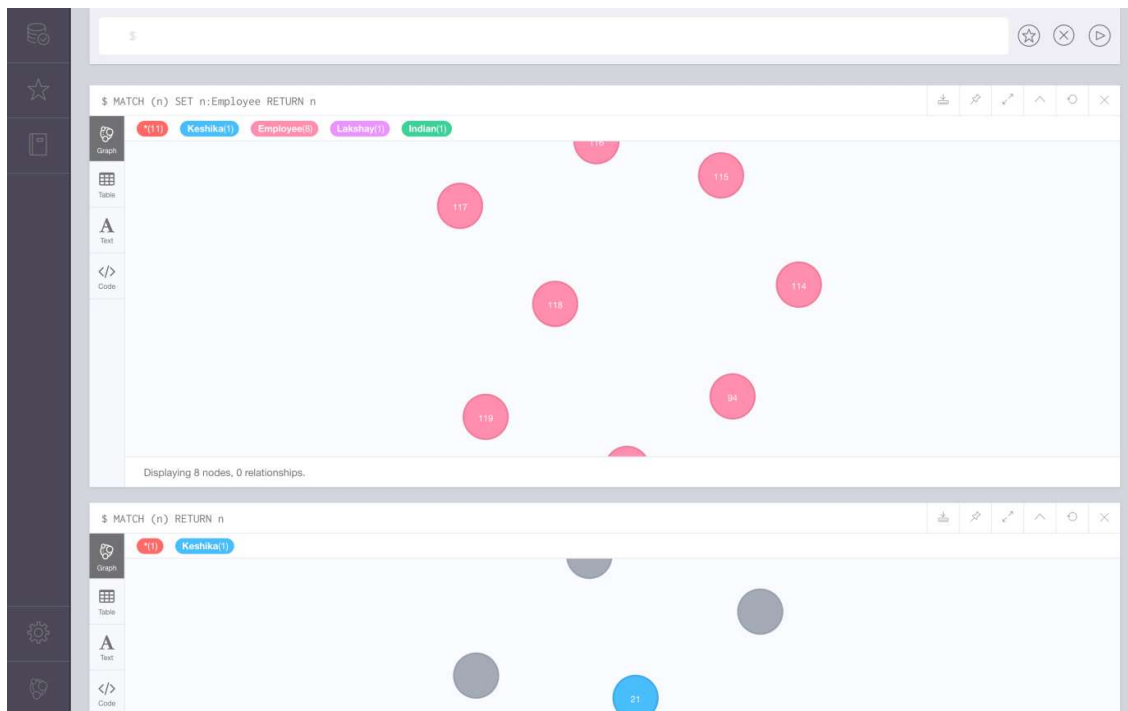 $
$ MATCH (n) SET n:Employee RETURN n
Graph
*(11) Keshika(1) Employee(8) Lakshay(1) Indian(1)
116
115
Table
117
A
Text
</>
Code
114
118
94
119
Displaying 8 nodes, 0 relationships.
$ MATCH (n) RETURN n
Graph
*(1) Keshika(1)
Table
A
Text
</>
Code
21